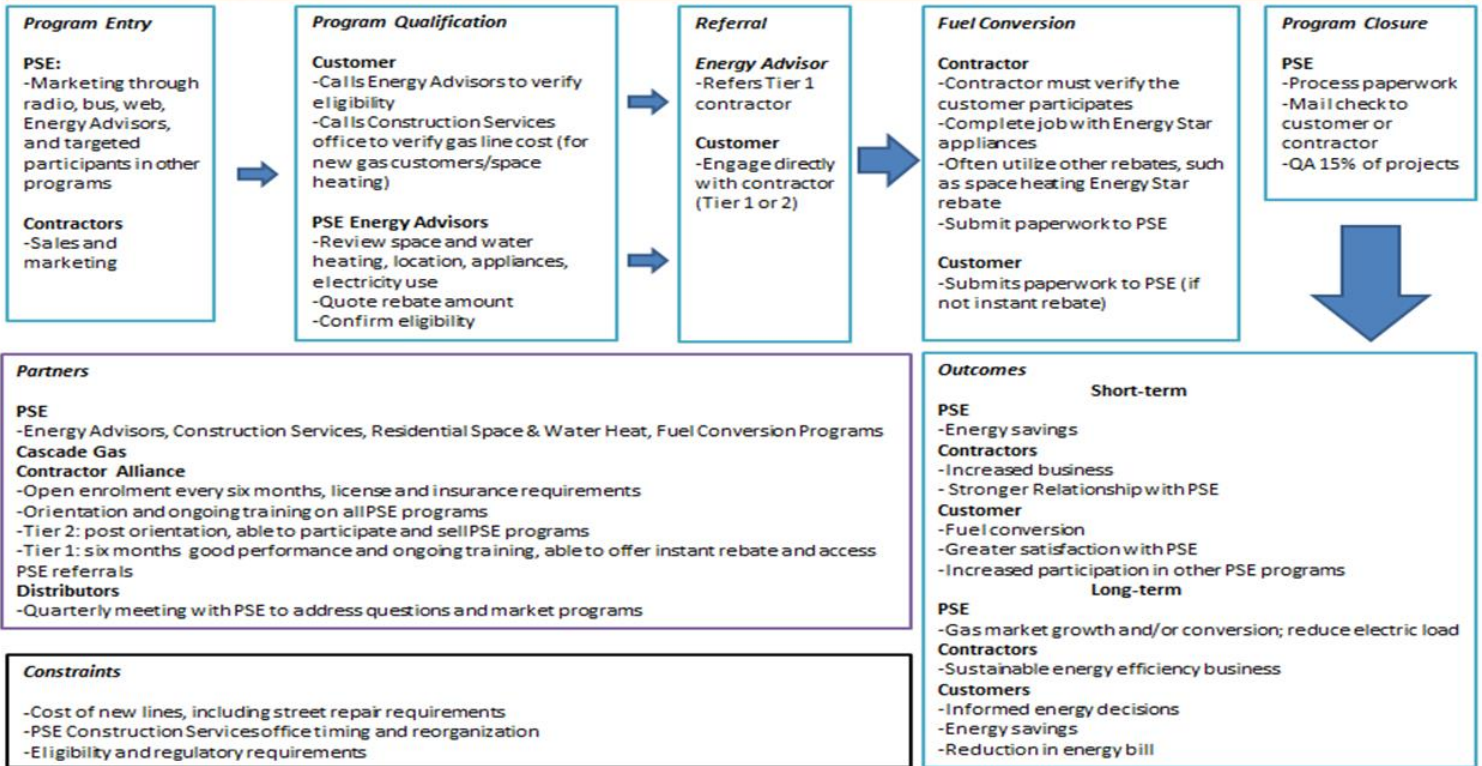 Program Entry
PSE:
-Marketing through
radio, bus, web,
Energy Advisors,
and targeted
participants in other
programs
Contractors
-Sales and
marketing
Program Qualification
Customer
-Calls Energy Advisors to verify
eligibility
-Calls Construction Services
office to verify gas line cost (for
new gas customers/space
heating)
PSE Energy Advisors
-Review space and water
heating, location, appliances,
electricity use
-Quote rebate amount
-Confirm eligibility
Referral
Energy Advisor
-Refers Tier 1
contractor
Customer
-Engage directly
with contractor
(Tier 1 or 2)
Fuel Conversion
Contractor
-Contractor must verify the
customer participates
-Complete job with Energy Star
appliances
-Often utilize other rebates, such
as space heating Energy Star
rebate
-Submit paperwork to PSE
Customer
-Submits paperwork to PSE (if
not instant rebate)
Program Closure
PSE
-Process paperwork
-Mail check to
customer or
contractor
-QA 15% of projects
Partners
PSE
-Energy Advisors, Construction Services, Residential Space & Water Heat, Fuel Conversion Programs
Cascade Gas
Contractor Alliance
-Open enrolment every six months, license and insurance requirements
-Orientation and ongoing training on all PSE programs
-Tier 2: post orientation, able to participate and sell PSE programs
-Tier 1: six months good performance and ongoing training, able to offer instant rebate and access
PSE referrals
Distributors
-Quarterly meeting with PSE to address questions and market programs
Constraints
-Cost of new lines, including street repair requirements
-PSE Construction Services office timing and reorganization
-Eligibility and regulatory requirements
Outcomes
Short-term
PSE
-Energy savings
Contractors
-Increased business
- Stronger Relationship with PSE
Customer
-Fuel conversion
-Greater satisfaction with PSE
-Increased participation in other PSE programs
Long-term
PSE
-Gas market growth and/or conversion; reduce electric load
Contractors
-Sustainable energy efficiency business
Customers
-Informed energy decisions
-Energy savings
-Reduction in energy bill